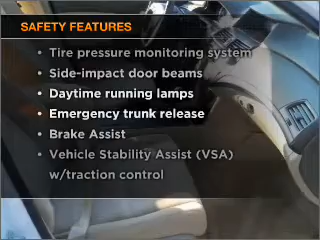 SAFETY FEATURES
• Tire pressure monitoring system
• Side-impact door beams
• Daytime running lamps
• Emergency trunk release
• Brake Assist
• Vehicle Stability Assist (VSA)
w/traction control